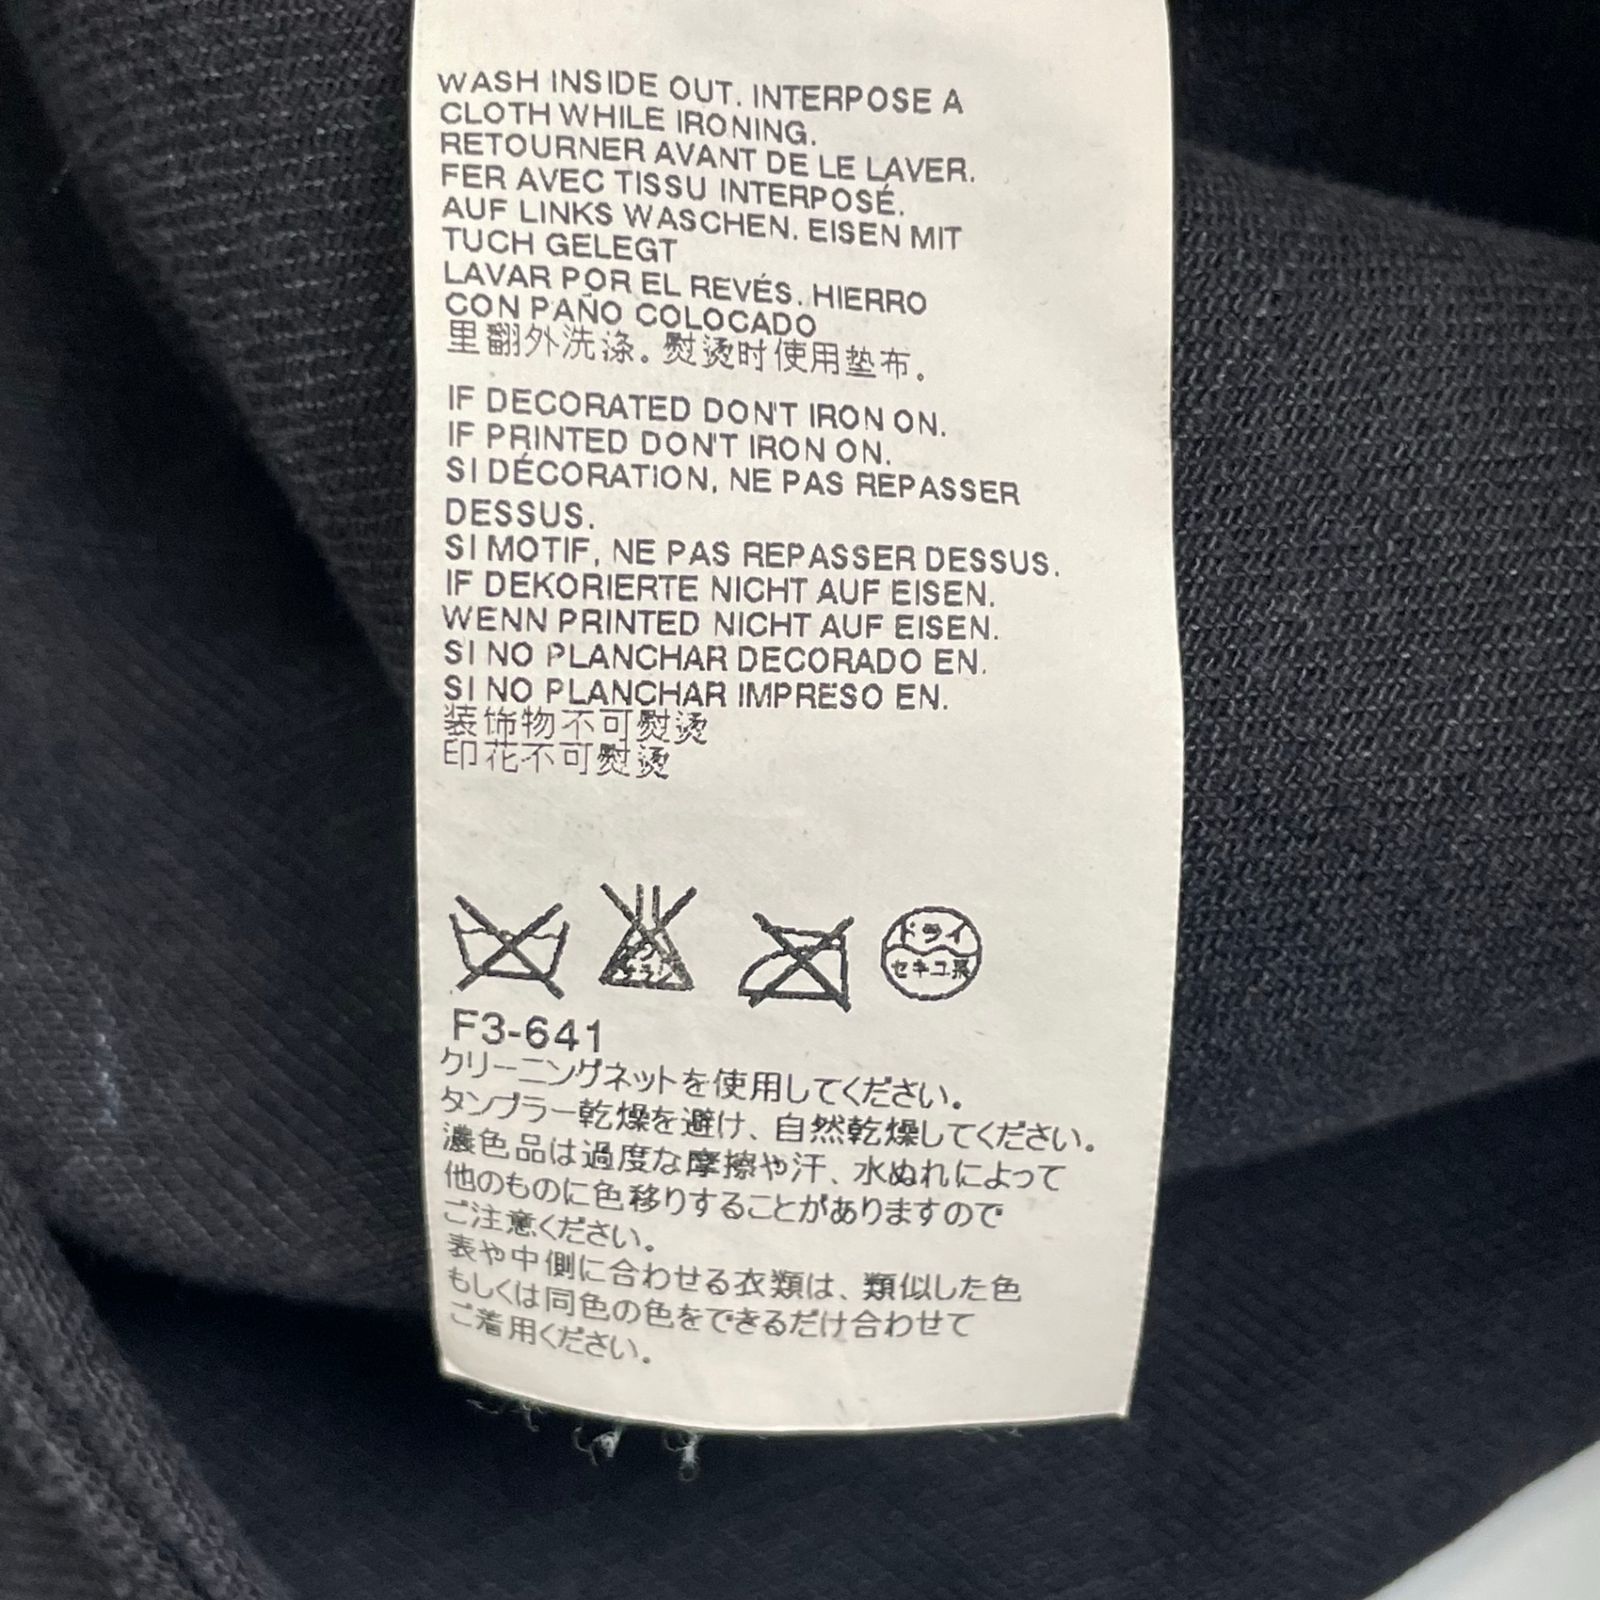 WASH INSIDE OUT. INTERPOSE A
CLOTH WHILE IRONING.
RETOURNER AVANT DE LE LAVER.
FER AVEC TISSU INTERPOSÉ.
AUF LINKS WASCHEN. EISEN MIT
TUCH GELEGT
LAVAR POR EL REVÉS. HIERRO
CON PAÑO COLOCADO
里翻外洗涤。熨烫时使用垫布。
IF DECORATED DON'T IRON ON.
IF PRINTED DON'T IRON ON.
SI DÉCORATION, NE PAS REPASSER
DESSUS.
SI MOTIF, NE PAS REPASSER DESSUS.
IF DEKORIERTE NICHT AUF EISEN.
WENN PRINTED NICHT AUF EISEN.
SI NO PLANCHAR DECORADO EN.
SI NO PLANCHAR IMPRESO EN.
装饰物不可熨烫
印花不可熨烫
ドライ
セキユ系
F3-641
クリーニングネットを使用してください。
タンブラー乾燥を避け、自然乾燥してください。
濃色品は過度な摩擦や汗、水ぬれによって
他のものに色移りすることがありますので
ご注意ください。
表や中側に合わせる衣類は、類似した色
もしくは同色の色をできるだけ合わせて
ご着用ください。